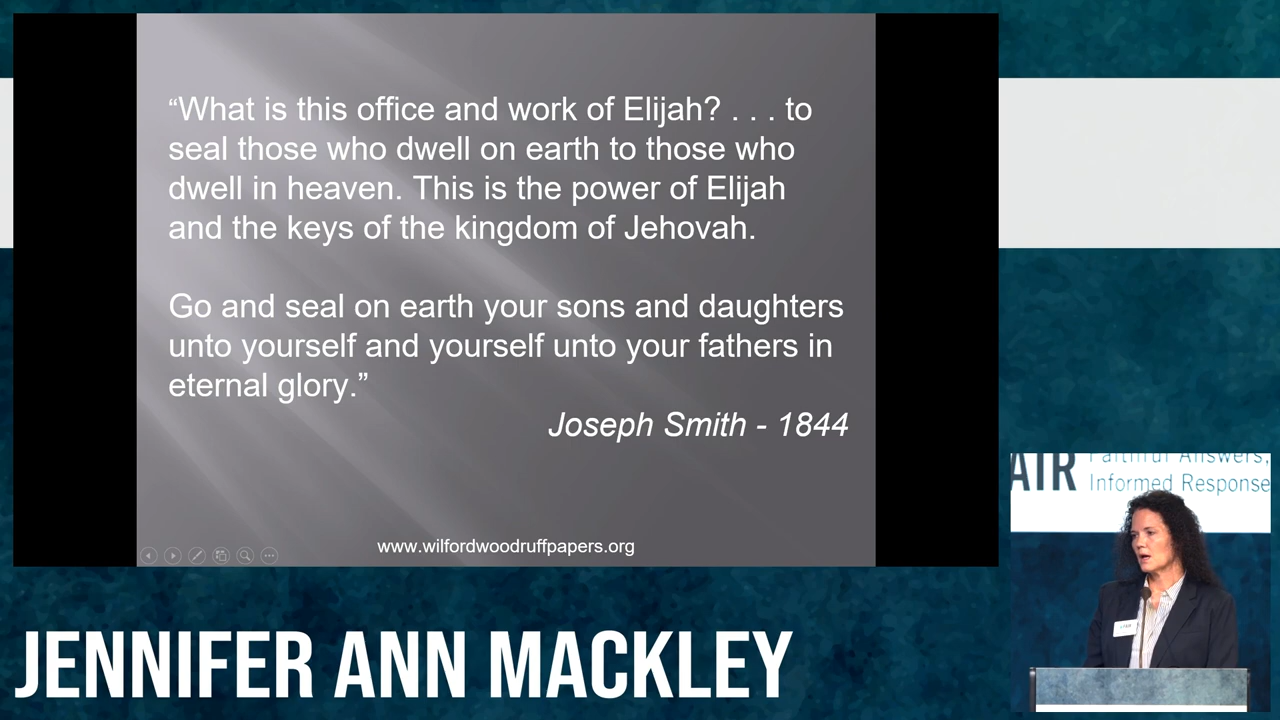 “What is this office and work of Elijah? . . . to
seal those who dwell on earth to those who
dwell in heaven. This is the power of Elijah
and the keys of the kingdom of Jehovah.
Go and seal on earth your sons and daughters
unto yourself and yourself unto your fathers in
eternal glory.”
Joseph Smith - 1844
www.wilfordwoodruffpapers.org
AIR
Faithful Answers,
Informed Response
JENNIFER ANN MACKLEY